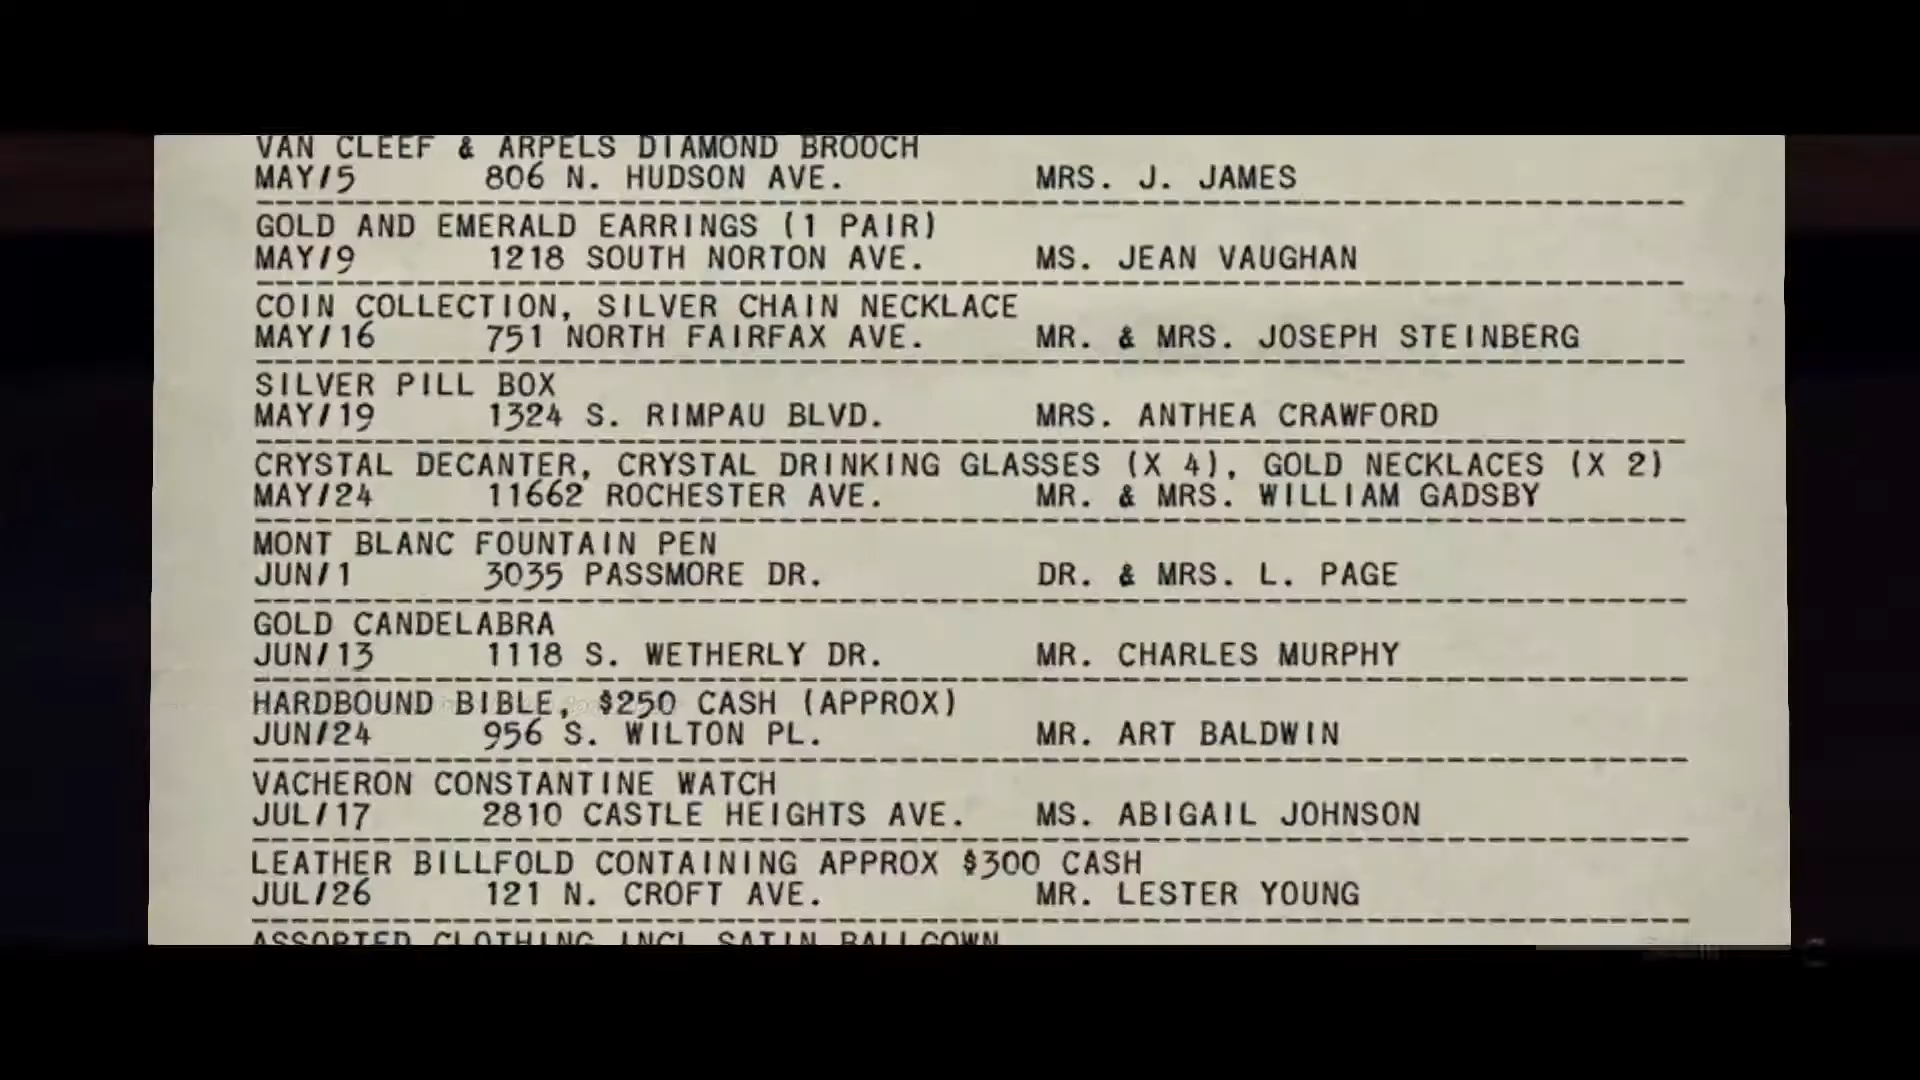 VAN CLEEF & ARPELS DIAMOND BROOCH
MAY/5 806 N. HUDSON AVE. MRS. J. JAMES
GOLD AND EMERALD EARRINGS (1 PAIR)
MAY/9 1218 SOUTH NORTON AVE. MS. JEAN VAUGHAN
COIN COLLECTION, SILVER CHAIN NECKLACE
MAY/16 751 NORTH FAIRFAX AVE. MR. & MRS. JOSEPH STEINBERG
SILVER PILL BOX
MAY/19 1324 S. RIMPAU BLVD. MRS. ANTHEA CRAWFORD
CRYSTAL DECANTER, CRYSTAL DRINKING GLASSES (X 4), GOLD NECKLACES (X 2)
MAY/24 11662 ROCHESTER AVE. MR. & MRS. WILLIAM GADSBY
MONT BLANC FOUNTAIN PEN
JUN/1 3035 PASSMORE DR. DR. & MRS. L. PAGE
GOLD CANDELABRA
JUN/13 1118 S. WETHERLY DR. MR. CHARLES MURPHY
HARDBOUND BIBLE, $250 CASH (APPROX)
JUN/24 956 S. WILTON PL. MR. ART BALDWIN
VACHERON CONSTANTINE WATCH
JUL/17 2810 CASTLE HEIGHTS AVE. MS. ABIGAIL JOHNSON
LEATHER BILLFOLD CONTAINING APPROX $300 CASH
JUL/26 121 N. CROFT AVE. MR. LESTER YOUNG
ASSORTED CLOTHING INCL SATIN BALLGOWN